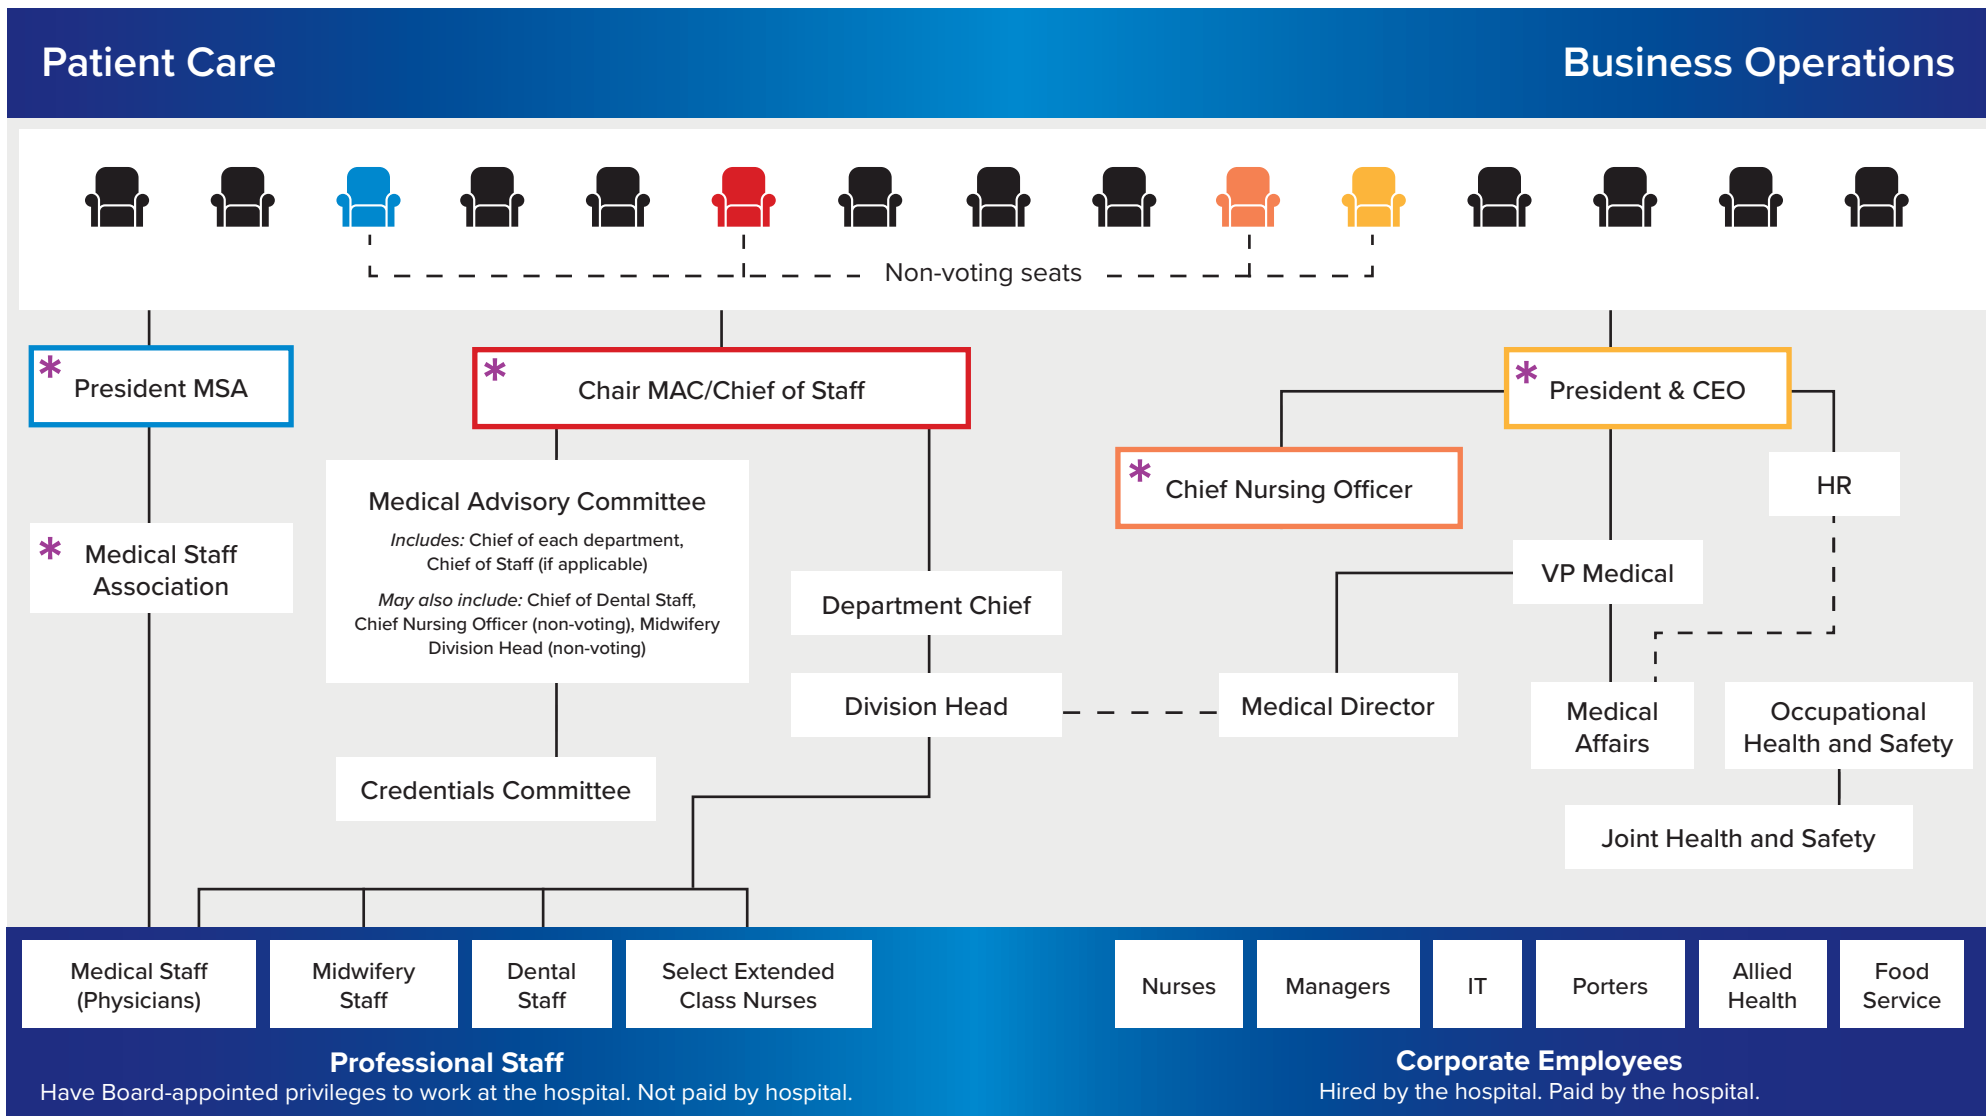 Patient Care
Business Operations
Non-voting seats
* President MSA
* Chair MAC/Chief of Staff
* President & CEO
* Chief Nursing Officer
HR
Medical Advisory Committee
Includes: Chief of each department,
Chief of Staff (if applicable)
May also include: Chief of Dental Staff,
Chief Nursing Officer (non-voting), Midwifery
Division Head (non-voting)
* Medical Staff
Association
Department Chief
VP Medical
Division Head
Medical Director
Medical
Affairs
Occupational
Health and Safety
Credentials Committee
Joint Health and Safety
Medical Staff
(Physicians)
Midwifery
Staff
Dental
Staff
Select Extended
Class Nurses
Nurses
Managers
IT
Porters
Allied
Health
Food
Service
Professional Staff
Have Board-appointed privileges to work at the hospital. Not paid by hospital.
Corporate Employees
Hired by the hospital. Paid by the hospital.